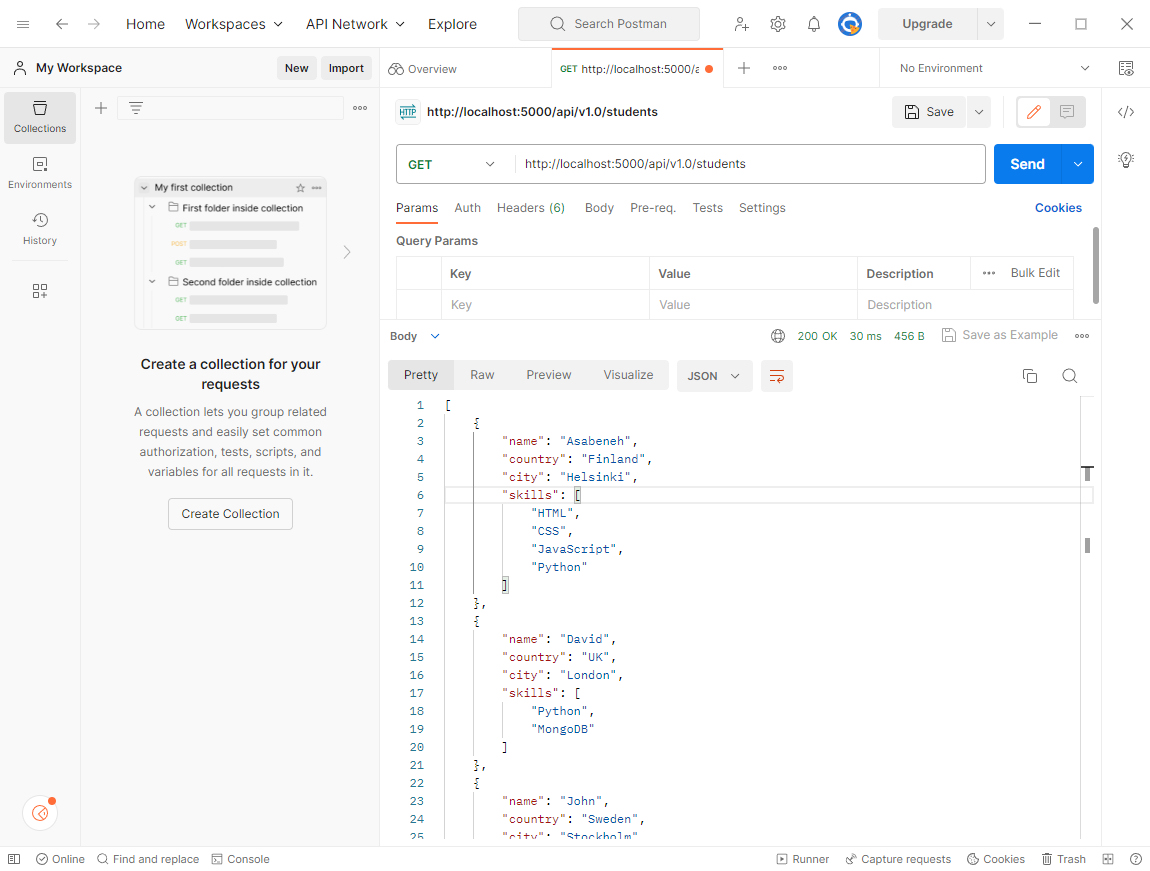 Home Workspaces API Network Explore Search Postman Upgrade
My Workspace New Import Overview GET http://localhost:5000/a No Environment
Collections
Environments
History
My first collection
First folder inside collection
GET
POST
GET
Second folder inside collection
GET
GET
Create a collection for your
requests
A collection lets you group related
requests and easily set common
authorization, tests, scripts, and
variables for all requests in it.
Create Collection
HTTP http://localhost:5000/api/v1.0/students Save
GET http://localhost:5000/api/v1.0/students Send
Params Auth Headers (6) Body Pre-req. Tests Settings Cookies
Query Params
Key Value Description Bulk Edit
Key Value Description
Body 200 OK 30 ms 456 B Save as Example
Pretty Raw Preview Visualize JSON
1 [
2 {
3 "name": "Asabeneh",
4 "country": "Finland",
5 "city": "Helsinki",
6 "skills": [
7 "HTML",
8 "CSS",
9 "JavaScript",
10 "Python"
11 ]
12 },
13 {
14 "name": "David",
15 "country": "UK",
16 "city": "London",
17 "skills": [
18 "Python",
19 "MongoDB"
20 ]
21 },
22 {
23 "name": "John",
24 "country": "Sweden",
25 "city": "Stockholm"
Online Find and replace Console Runner Capture requests Cookies Trash